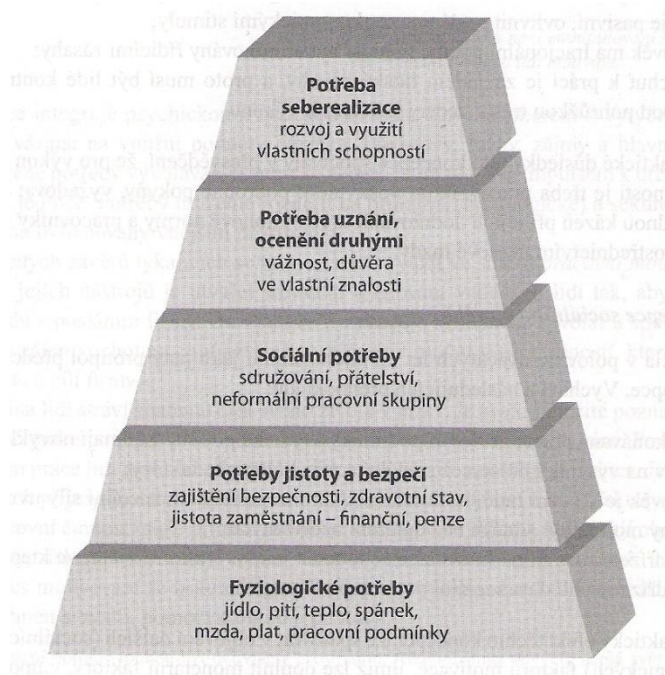 Potřeba
seberealizace
rozvoj a využití
vlastních schopností
Potřeba uznání,
ocenění druhými
vážnost, důvěra
ve vlastní znalosti
Sociální potřeby
sdružování, přátelství,
neformální pracovní skupiny
Potřeby jistoty a bezpečí
zajištění bezpečnosti, zdravotní stav,
jistota zaměstnání – finanční, penze
Fyziologické potřeby
jídlo, pití, teplo, spánek,
mzda, plat, pracovní podmínky